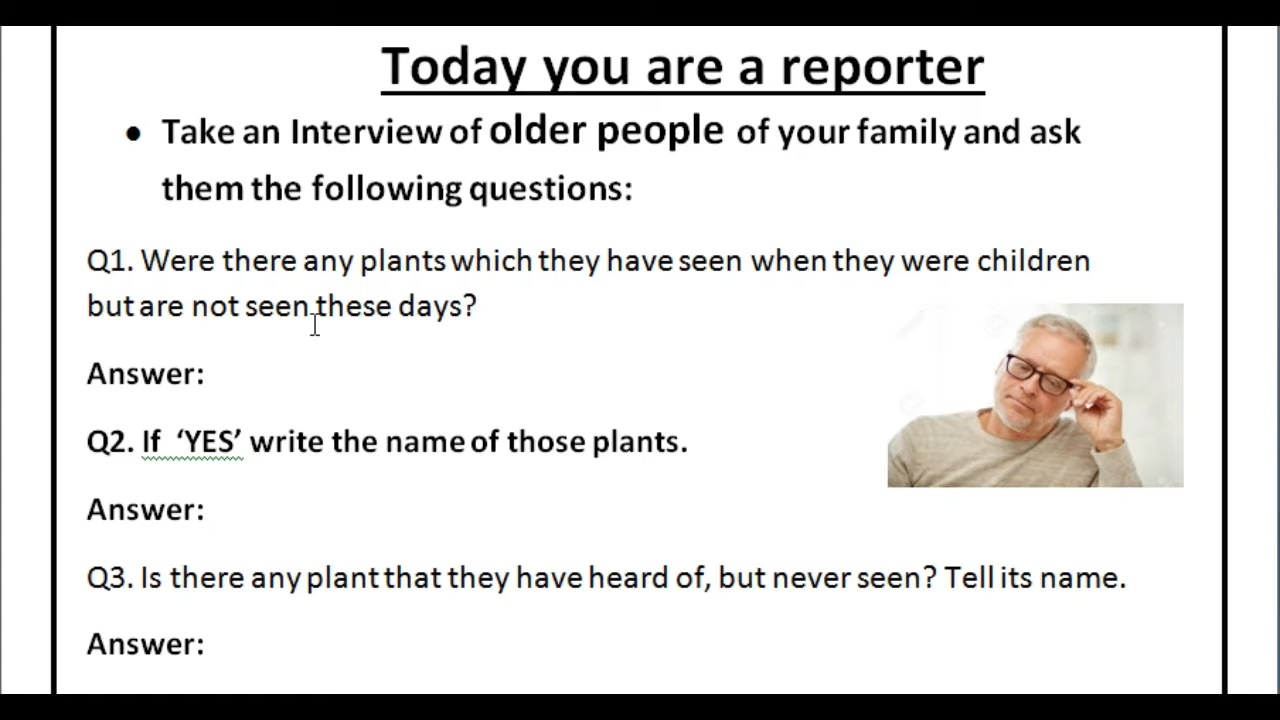 Today you are a reporter
• Take an Interview of older people of your family and ask
them the following questions:
Q1. Were there any plants which they have seen when they were children
but are not seen these days?
Answer:
Q2. If ‘YES’ write the name of those plants.
Answer:
Q3. Is there any plant that they have heard of, but never seen? Tell its name.
Answer: